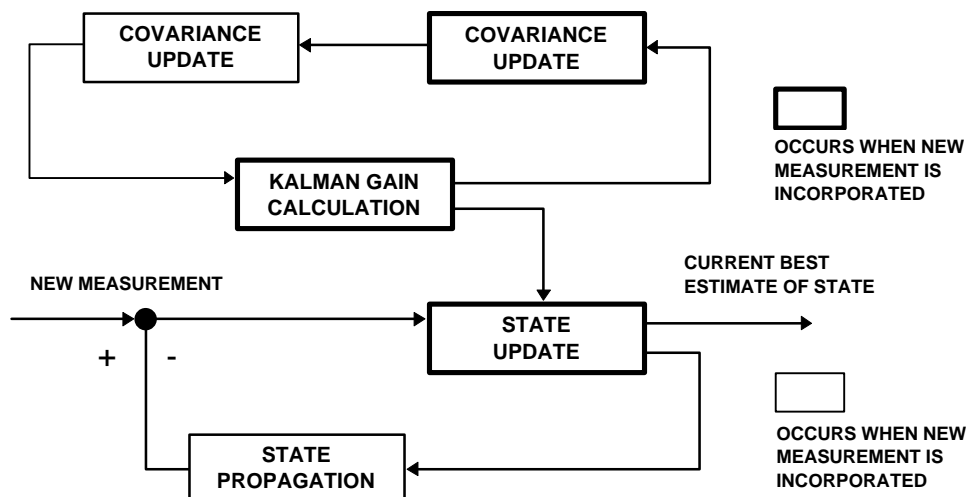 COVARIANCE
UPDATE
COVARIANCE
UPDATE
OCCURS WHEN NEW
MEASUREMENT IS
INCORPORATED
KALMAN GAIN
CALCULATION
NEW MEASUREMENT
CURRENT BEST
ESTIMATE OF STATE
STATE
UPDATE
+ -
STATE
PROPAGATION
OCCURS WHEN NEW
MEASUREMENT IS
INCORPORATED